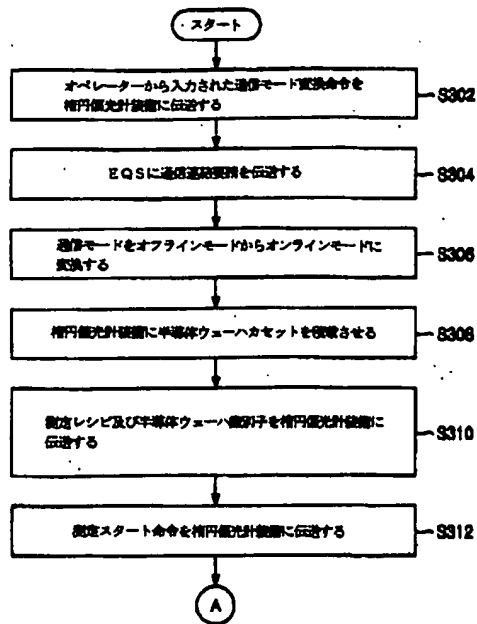 スタート
オペレーターから入力された通信モード変換命令を
楕円偏光計装備に伝送する
S302
EQSに通信連結要請を伝送する
S304
通信モードをオフラインモードからオンラインモードに
変換する
S306
楕円偏光計装備に半導体ウェーハカセットを積載させる
S308
測定レシピ及び半導体ウェーハ識別子を楕円偏光計装備に
伝送する
S310
測定スタート命令を楕円偏光計装備に伝送する
S312
A